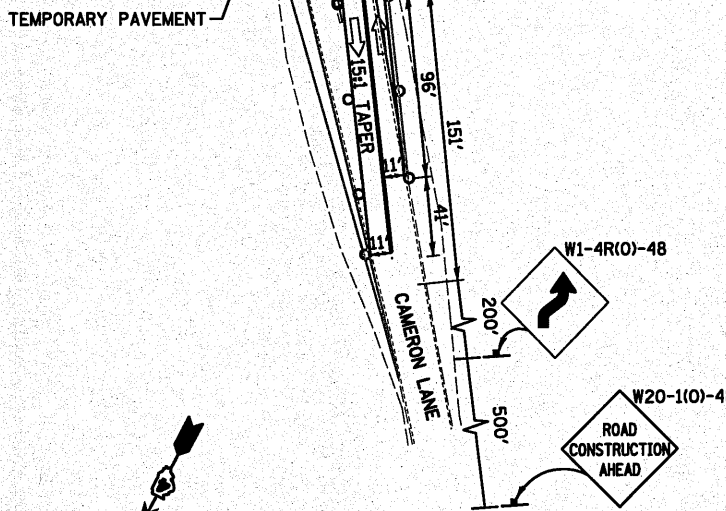 TEMPORARY PAVEMENT
15:1 TAPER
96'
151'
11'
41'
11'
W1-4R(O)-48
200'
CAMERON LANE
W20-1(O)-4
500'
ROAD
CONSTRUCTION
AHEAD